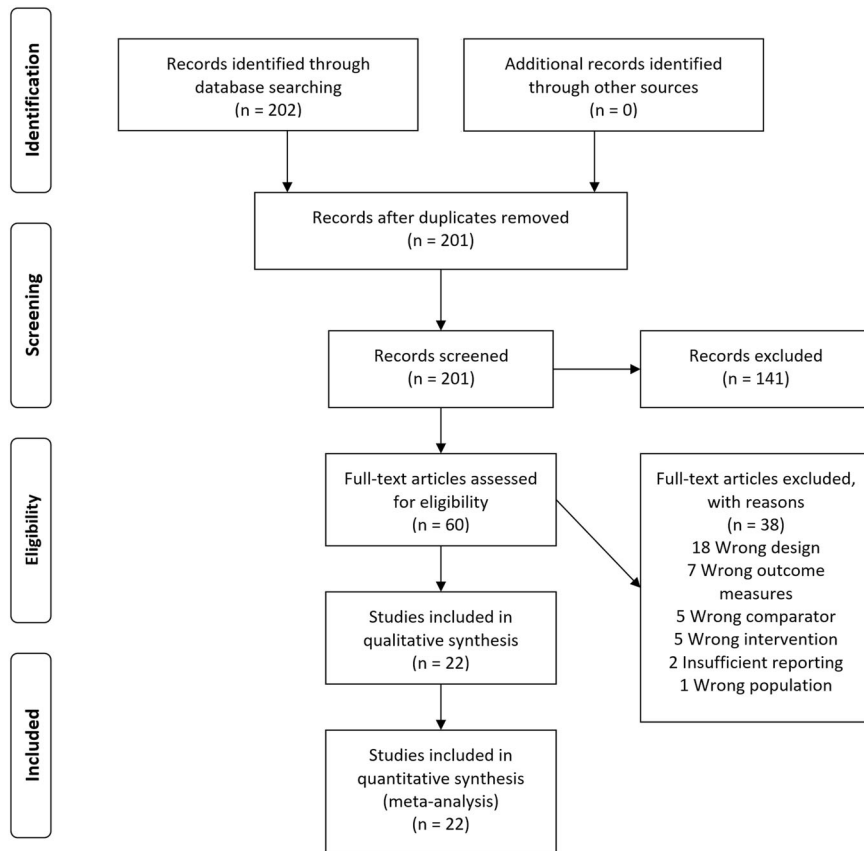 Identification
Records identified through
database searching
(n = 202)
Additional records identified
through other sources
(n = 0)
Records after duplicates removed
(n = 201)
Screening
Records screened
(n = 201)
Records excluded
(n = 141)
Eligibility
Full-text articles assessed
for eligibility
(n = 60)
Full-text articles excluded,
with reasons
(n = 38)
18 Wrong design
7 Wrong outcome
measures
5 Wrong comparator
5 Wrong intervention
2 Insufficient reporting
1 Wrong population
Studies included in
qualitative synthesis
(n = 22)
Included
Studies included in
quantitative synthesis
(meta-analysis)
(n = 22)